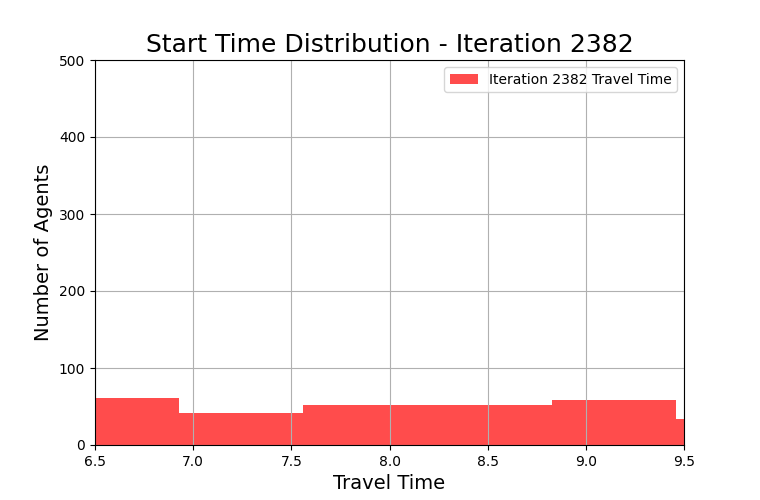 Start Time Distribution - Iteration 2382
500
Iteration 2382 Travel Time
400
300
200
100
0
Number of Agents
6.5 7.0 7.5 8.0 8.5 9.0 9.5
Travel Time